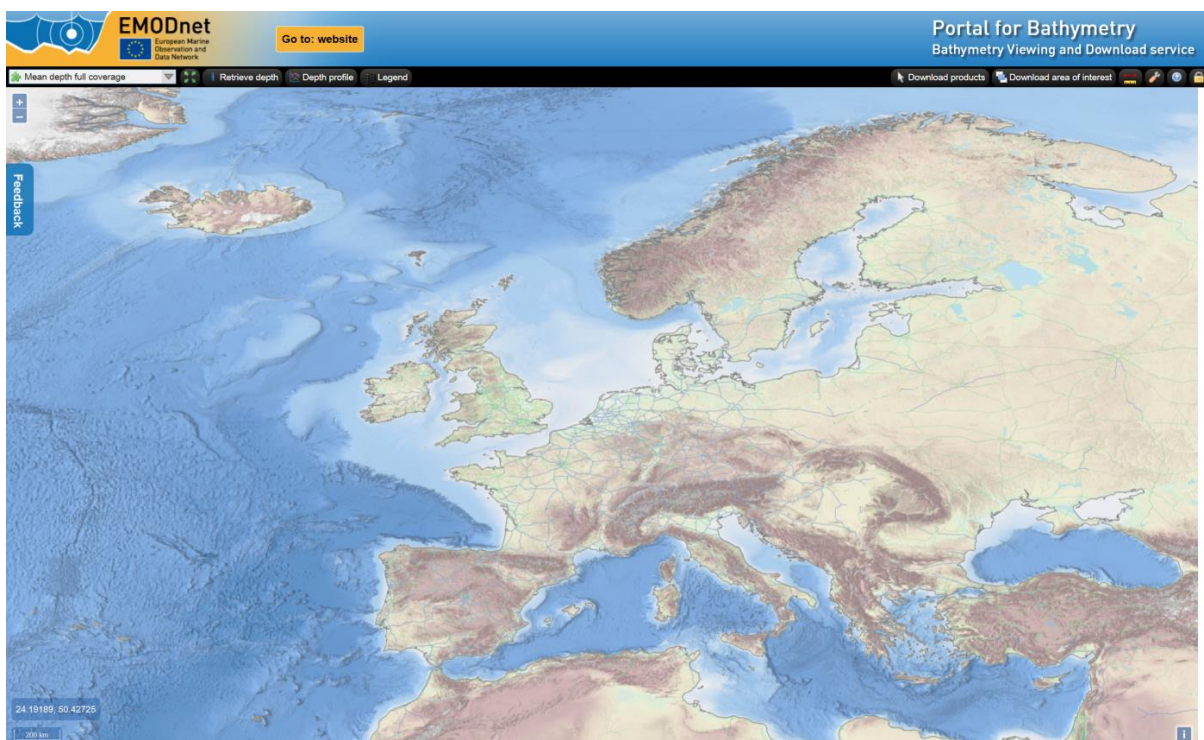 EMODnet
European Marine
Observation and
Data Network
Go to: website
Portal for Bathymetry
Bathymetry Viewing and Download service
Mean depth full coverage
Retrieve depth
Depth profile
Legend
Download products
Download area of interest
+
−
Feedback
24.19189, 50.42725
200 km
i